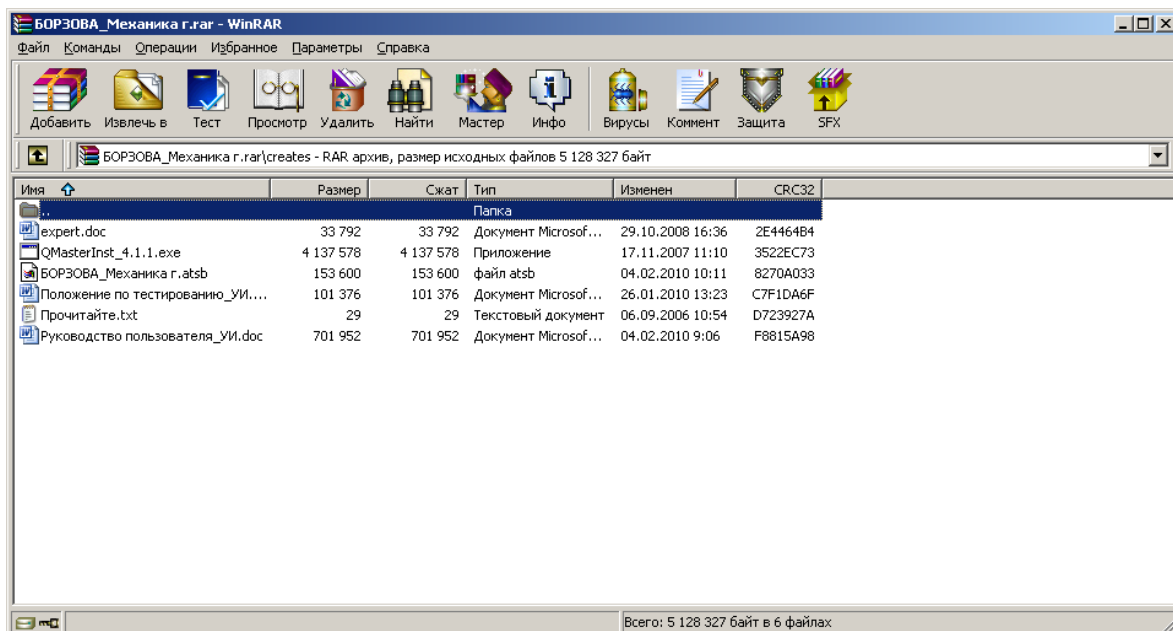 БОРЗОВА_Механика г.rar - WinRAR
Файл Команды Операции Избранное Параметры Справка
Добавить Извлечь в Тест Просмотр Удалить Найти Мастер Инфо Вирусы Коммент Защита SFX
БОРЗОВА_Механика г.rar\creates - RAR архив, размер исходных файлов 5 128 327 байт
Имя Размер Сжат Тип Изменен CRC32
.. Папка
expert.doc 33 792 33 792 Документ Microsof... 29.10.2008 16:36 2E4464B4
QMasterInst_4.1.1.exe 4 137 578 4 137 578 Приложение 17.11.2007 11:10 3522EC73
БОРЗОВА_Механика г.atsb 153 600 153 600 файл atsb 04.02.2010 10:11 8270A033
Положение по тестированию_УИ.... 101 376 101 376 Документ Microsof... 26.01.2010 13:23 C7F1DA6F
Прочитайте.txt 29 29 Текстовый документ 06.09.2006 10:54 D723927A
Руководство пользователя_УИ.doc 701 952 701 952 Документ Microsof... 04.02.2010 9:06 F8815A98
Всего: 5 128 327 байт в 6 файлах